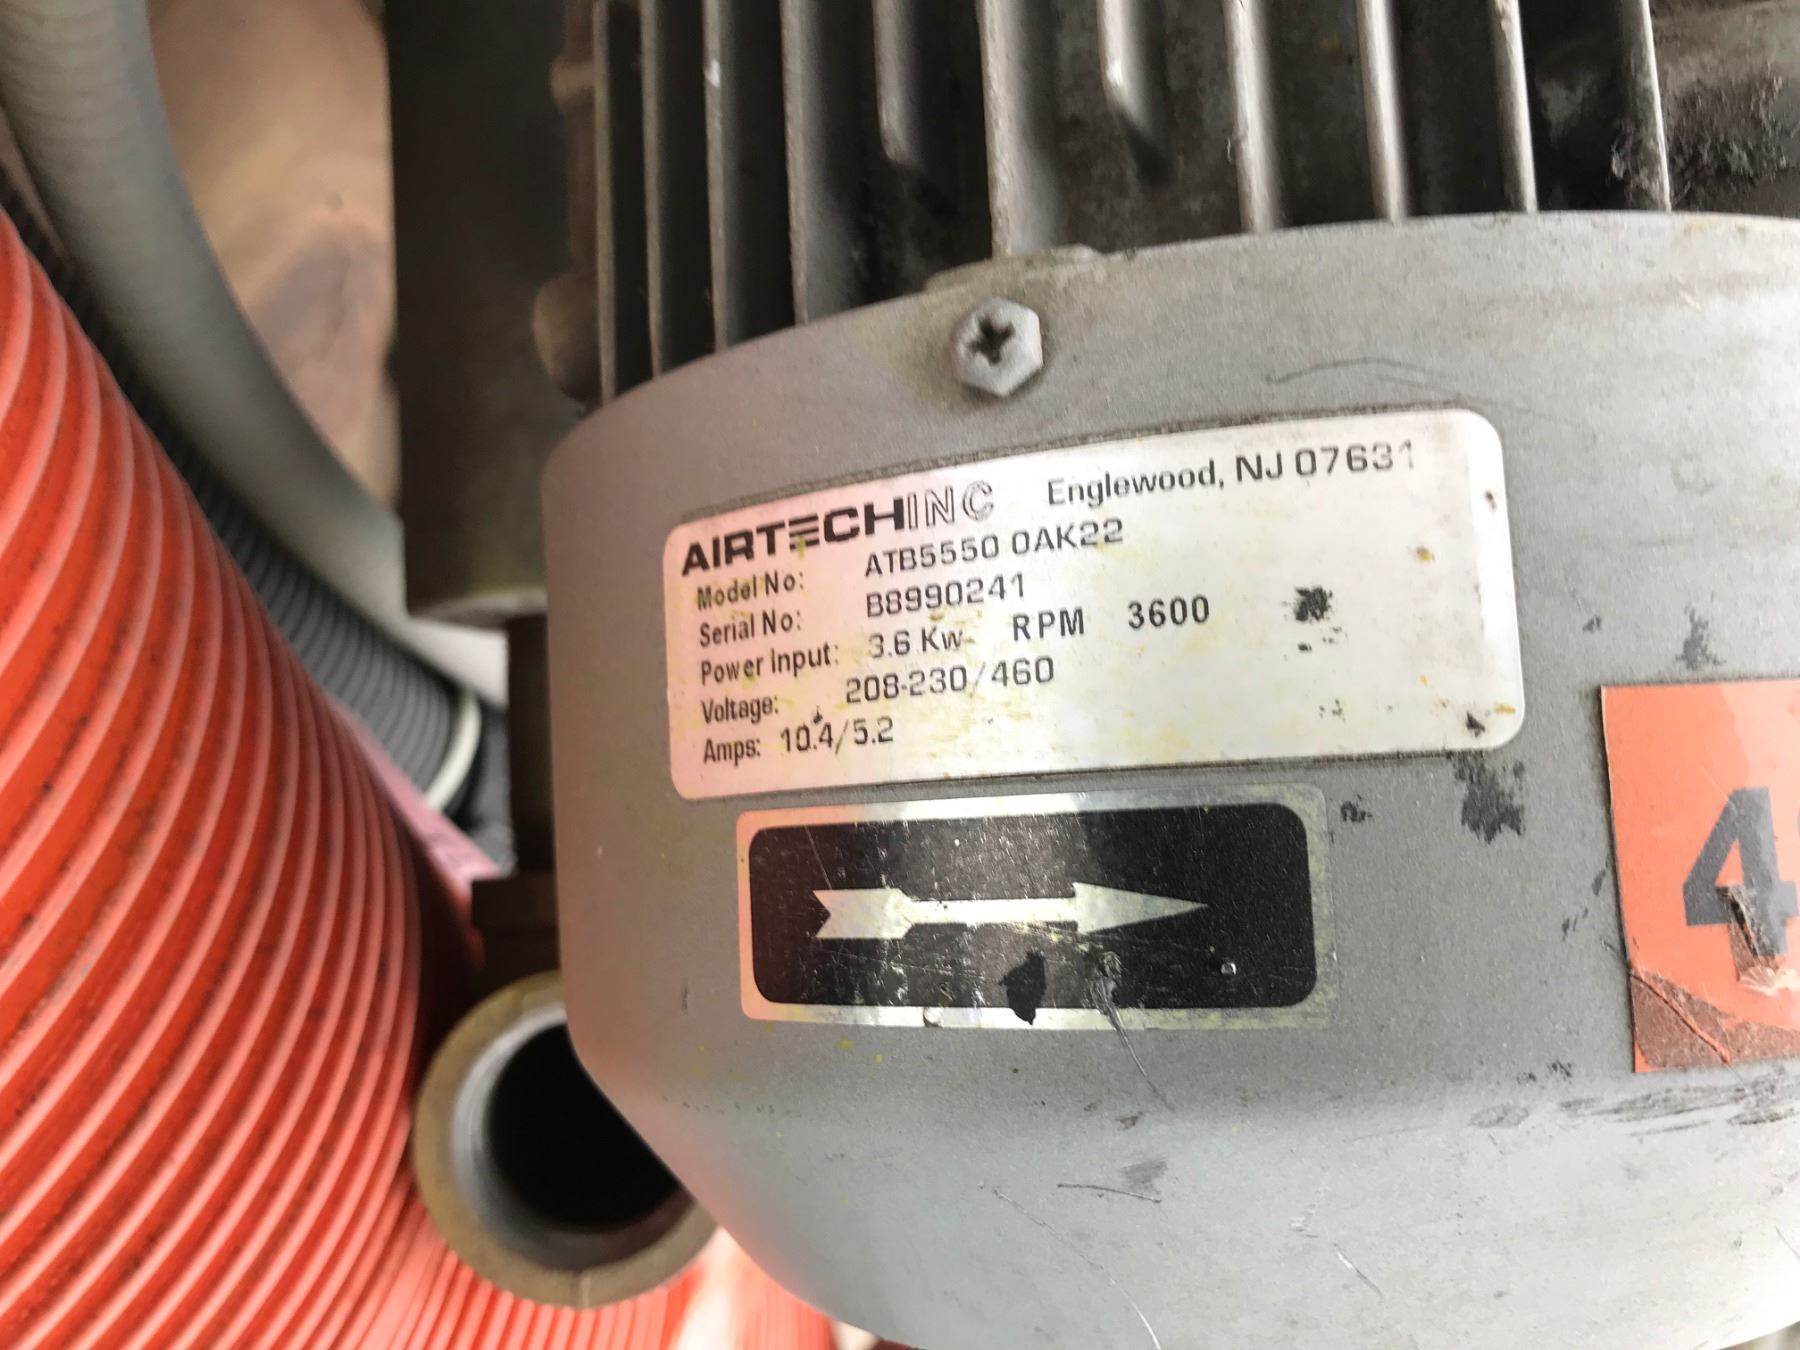 AIRTECHINC Englewood, NJ 07631
Model No: ATB5550 0AK22
Serial No: B8990241
Power Input: 3.6 Kw RPM 3600
Voltage: 208-230/460
Amps: 10.4/5.2
4